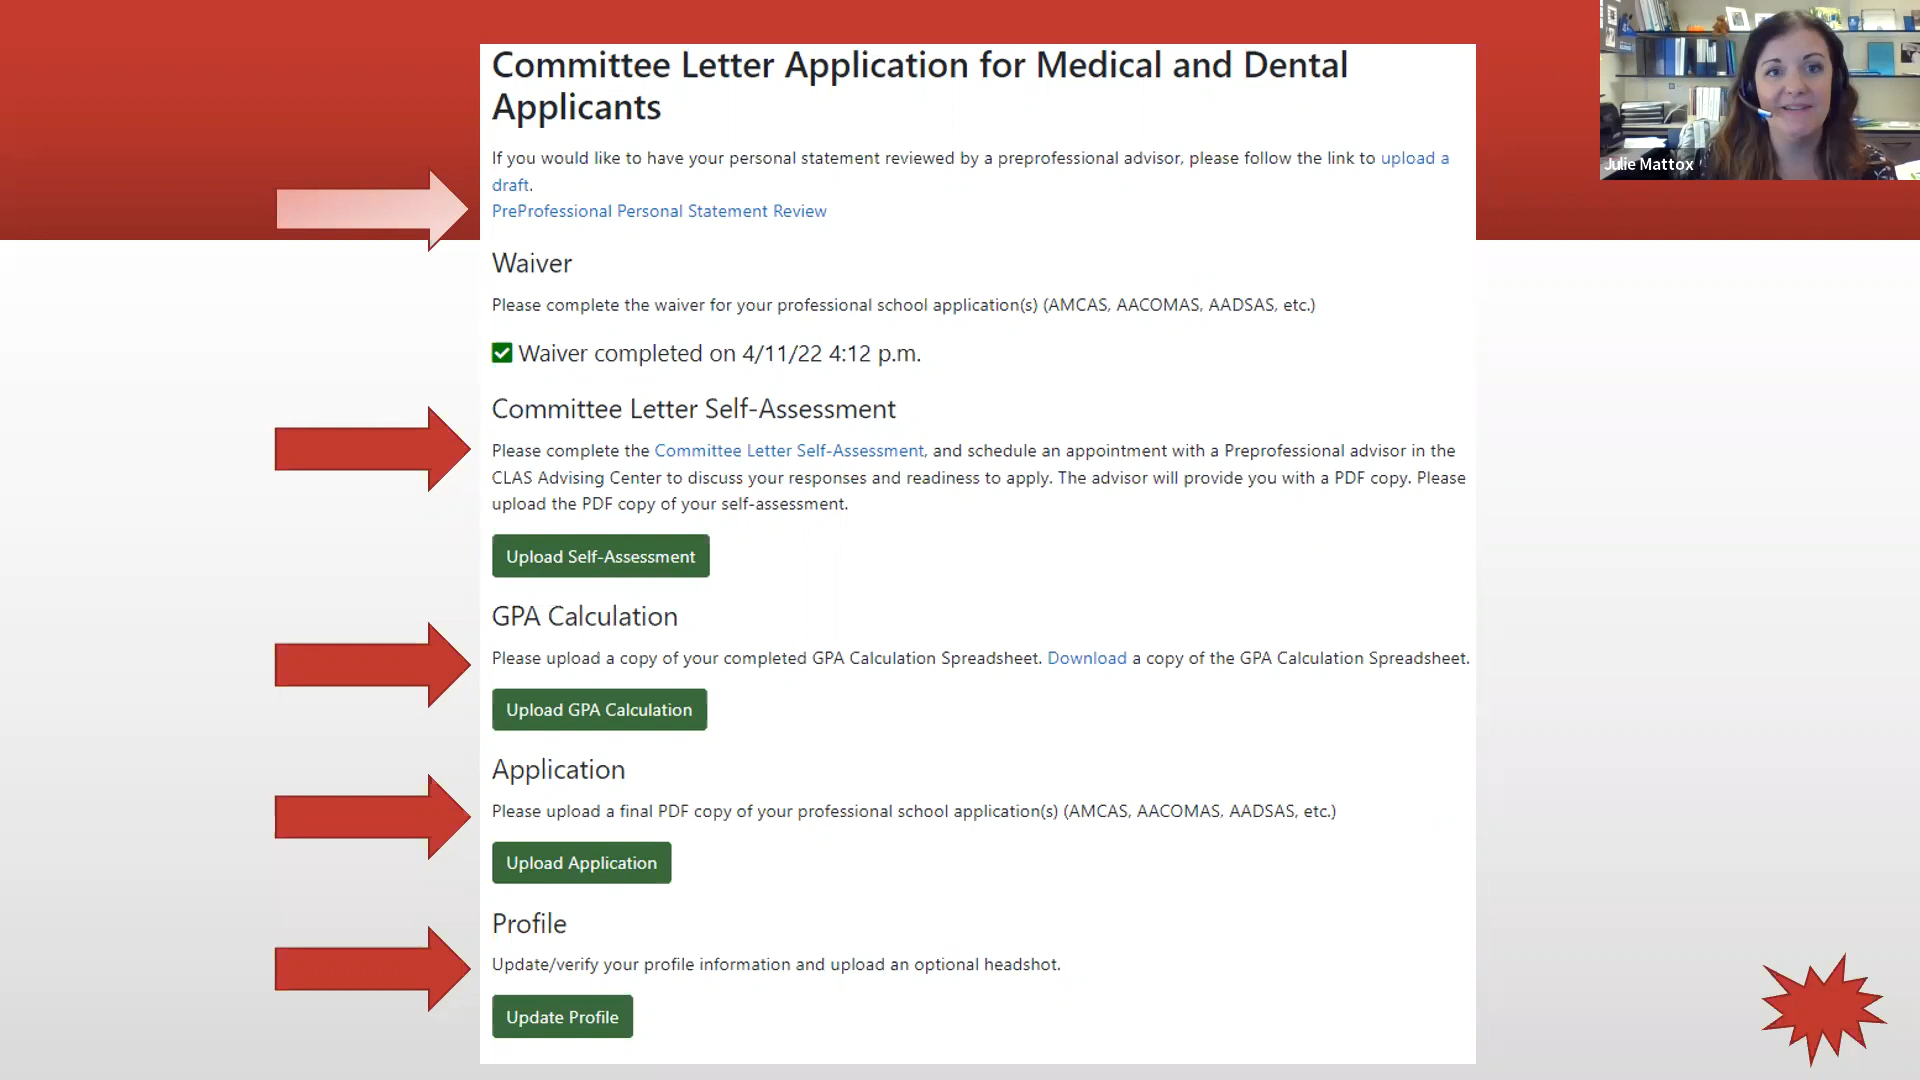 Committee Letter Application for Medical and Dental
Applicants
If you would like to have your personal statement reviewed by a preprofessional advisor, please follow the link to upload a
draft.
PreProfessional Personal Statement Review
Waiver
Please complete the waiver for your professional school application(s) (AMCAS, AACOMAS, AADSAS, etc.)
Waiver completed on 4/11/22 4:12 p.m.
Committee Letter Self-Assessment
Please complete the Committee Letter Self-Assessment, and schedule an appointment with a Preprofessional advisor in the
CLAS Advising Center to discuss your responses and readiness to apply. The advisor will provide you with a PDF copy. Please
upload the PDF copy of your self-assessment.
Upload Self-Assessment
GPA Calculation
Please upload a copy of your completed GPA Calculation Spreadsheet. Download a copy of the GPA Calculation Spreadsheet.
Upload GPA Calculation
Application
Please upload a final PDF copy of your professional school application(s) (AMCAS, AACOMAS, AADSAS, etc.)
Upload Application
Profile
Update/verify your profile information and upload an optional headshot.
Update Profile
Julie Mattox